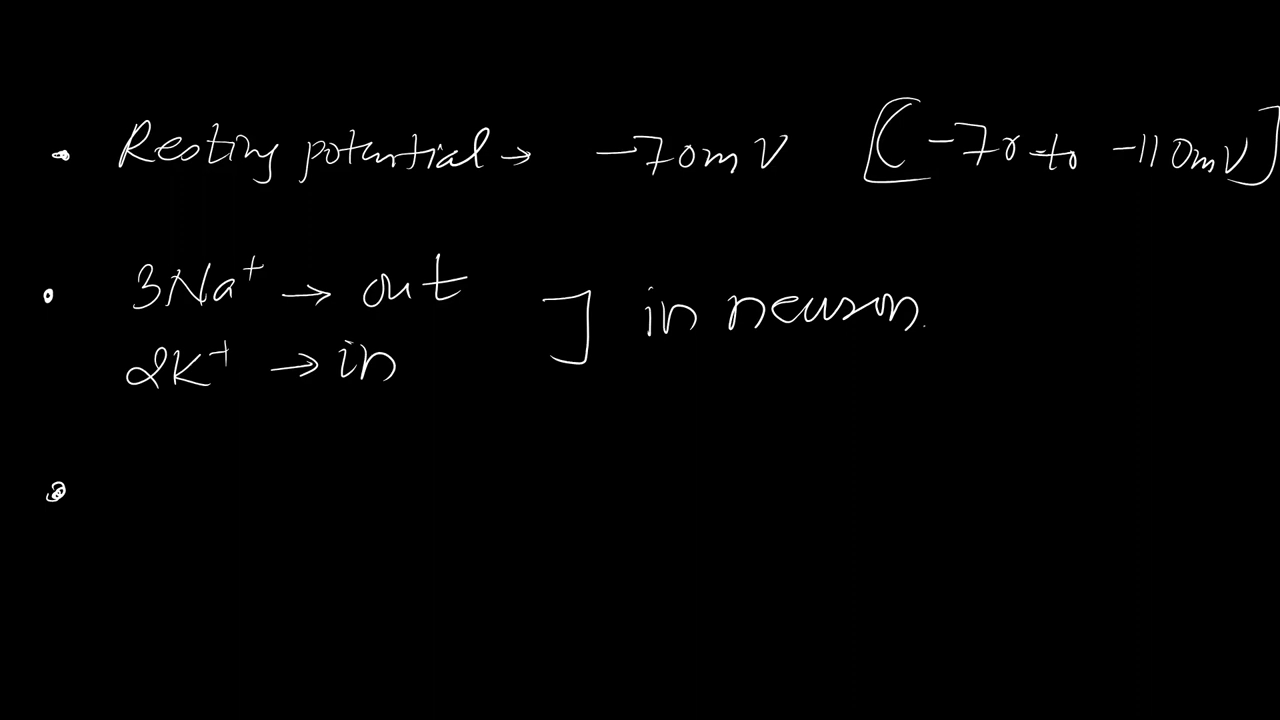 • Resting potential → -70mV [(-70 to -110mV]
• 3Na⁺ → out ] in neuron.
2K⁺ → in
•